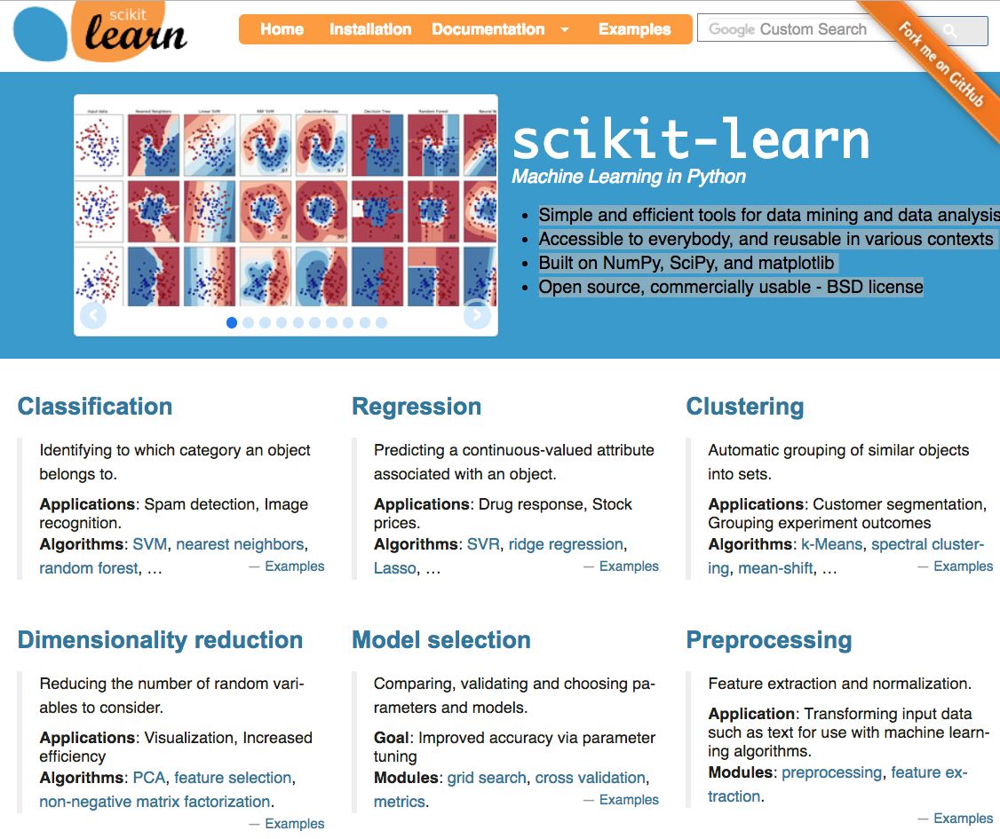 scikit
learn
Home Installation Documentation Examples
Google Custom Search
Fork me on GitHub
Input data Nearest Neighbors Linear SVM RBF SVM Gaussian Process Decision Tree Random Forest Neural N
scikit-learn
Machine Learning in Python
• Simple and efficient tools for data mining and data analysis
• Accessible to everybody, and reusable in various contexts
• Built on NumPy, SciPy, and matplotlib
• Open source, commercially usable - BSD license
Classification
Identifying to which category an object
belongs to.
Applications: Spam detection, Image
recognition.
Algorithms: SVM, nearest neighbors,
random forest, … — Examples
Regression
Predicting a continuous-valued attribute
associated with an object.
Applications: Drug response, Stock
prices.
Algorithms: SVR, ridge regression,
Lasso, … — Examples
Clustering
Automatic grouping of similar objects
into sets.
Applications: Customer segmentation,
Grouping experiment outcomes
Algorithms: k-Means, spectral cluster-
ing, mean-shift, … — Examples
Dimensionality reduction
Reducing the number of random vari-
ables to consider.
Applications: Visualization, Increased
efficiency
Algorithms: PCA, feature selection,
non-negative matrix factorization.
— Examples
Model selection
Comparing, validating and choosing pa-
rameters and models.
Goal: Improved accuracy via parameter
tuning
Modules: grid search, cross validation,
metrics. — Examples
Preprocessing
Feature extraction and normalization.
Application: Transforming input data
such as text for use with machine learn-
ing algorithms.
Modules: preprocessing, feature ex-
traction.
— Examples